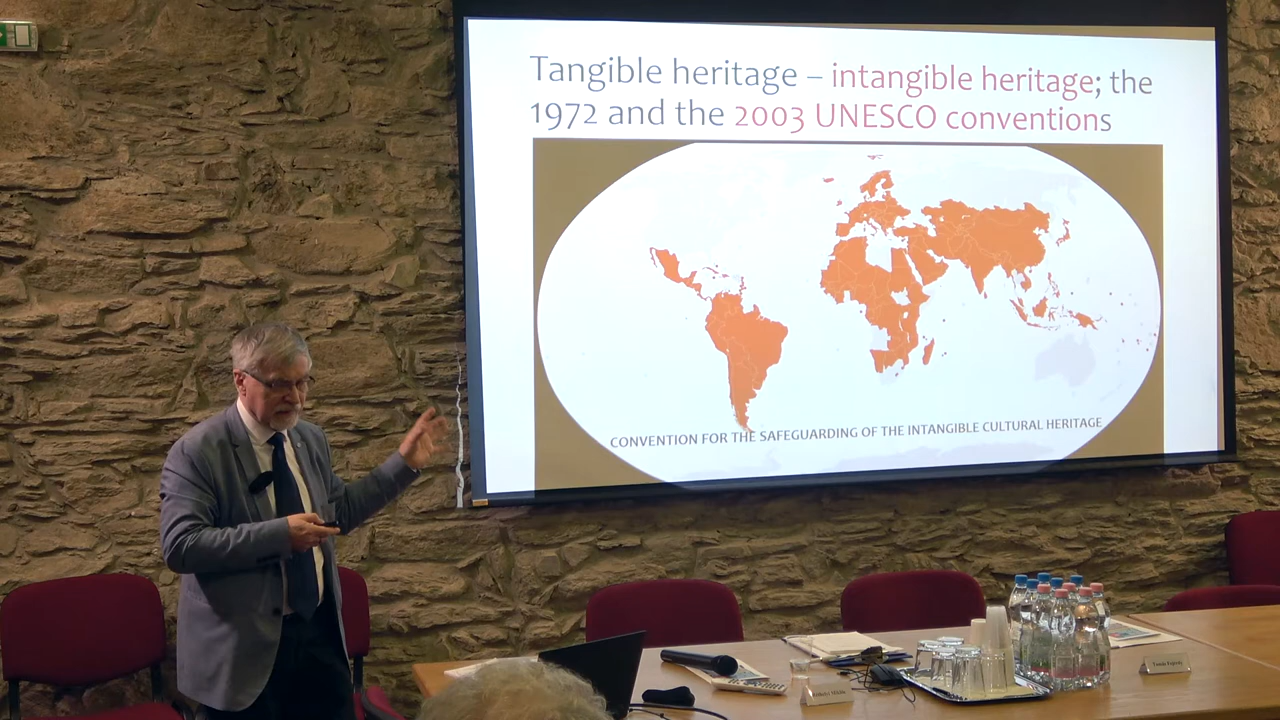 Tangible heritage – intangible heritage; the
1972 and the 2003 UNESCO conventions
CONVENTION FOR THE SAFEGUARDING OF THE INTANGIBLE CULTURAL HERITAGE